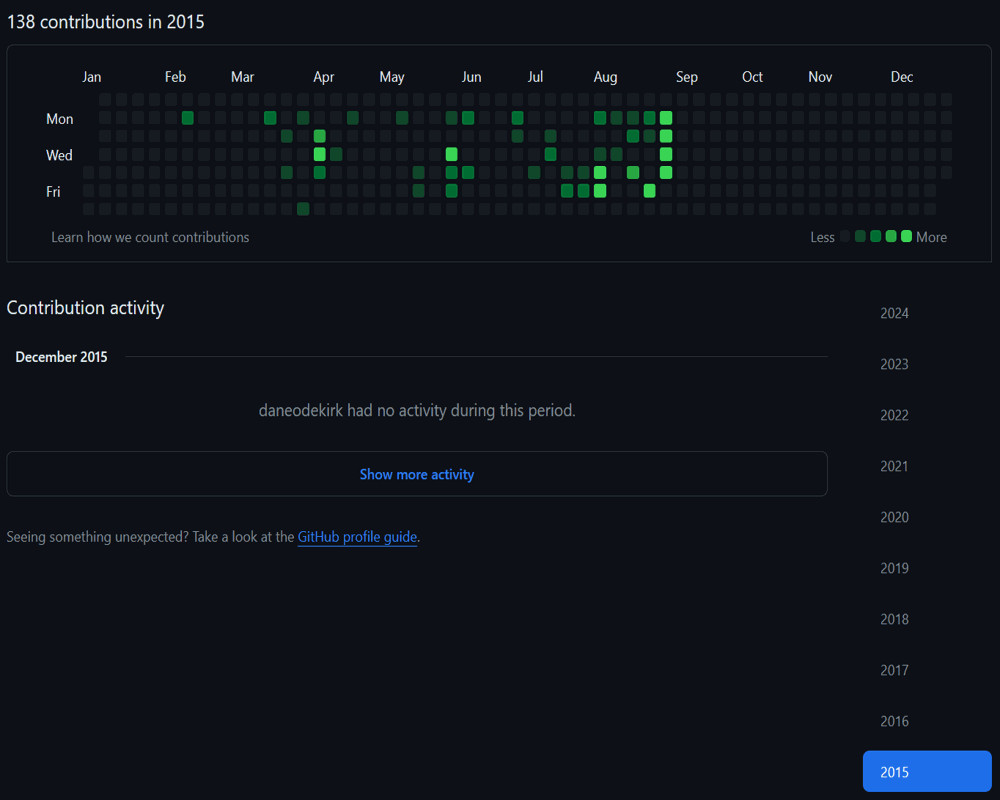 138 contributions in 2015
Jan Feb Mar Apr May Jun Jul Aug Sep Oct Nov Dec
Mon
Wed
Fri
Learn how we count contributions
Less More
Contribution activity
December 2015
daneodekirk had no activity during this period.
Show more activity
Seeing something unexpected? Take a look at the GitHub profile guide.
2024
2023
2022
2021
2020
2019
2018
2017
2016
2015